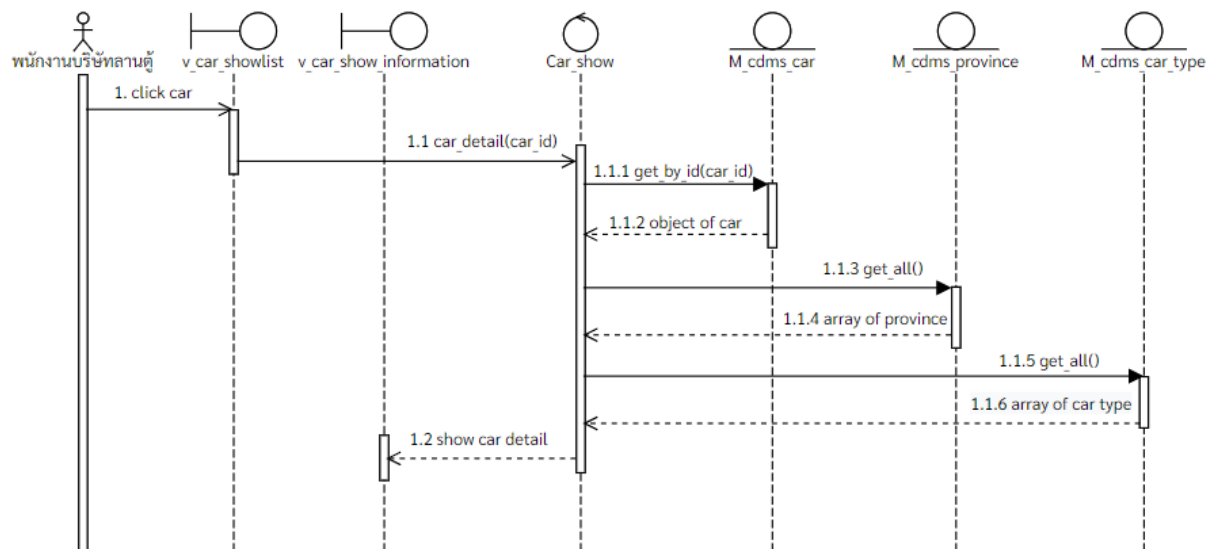 พนักงานบริษัทลานตู้
v_car_showlist
v_car_show_information
Car_show
M_cdms_car
M_cdms_province
M_cdms_car_type
1. click car
1.1 car_detail(car_id)
1.1.1 get_by_id(car_id)
1.1.2 object of car
1.1.3 get_all()
1.1.4 array of province
1.1.5 get_all()
1.1.6 array of car type
1.2 show car detail